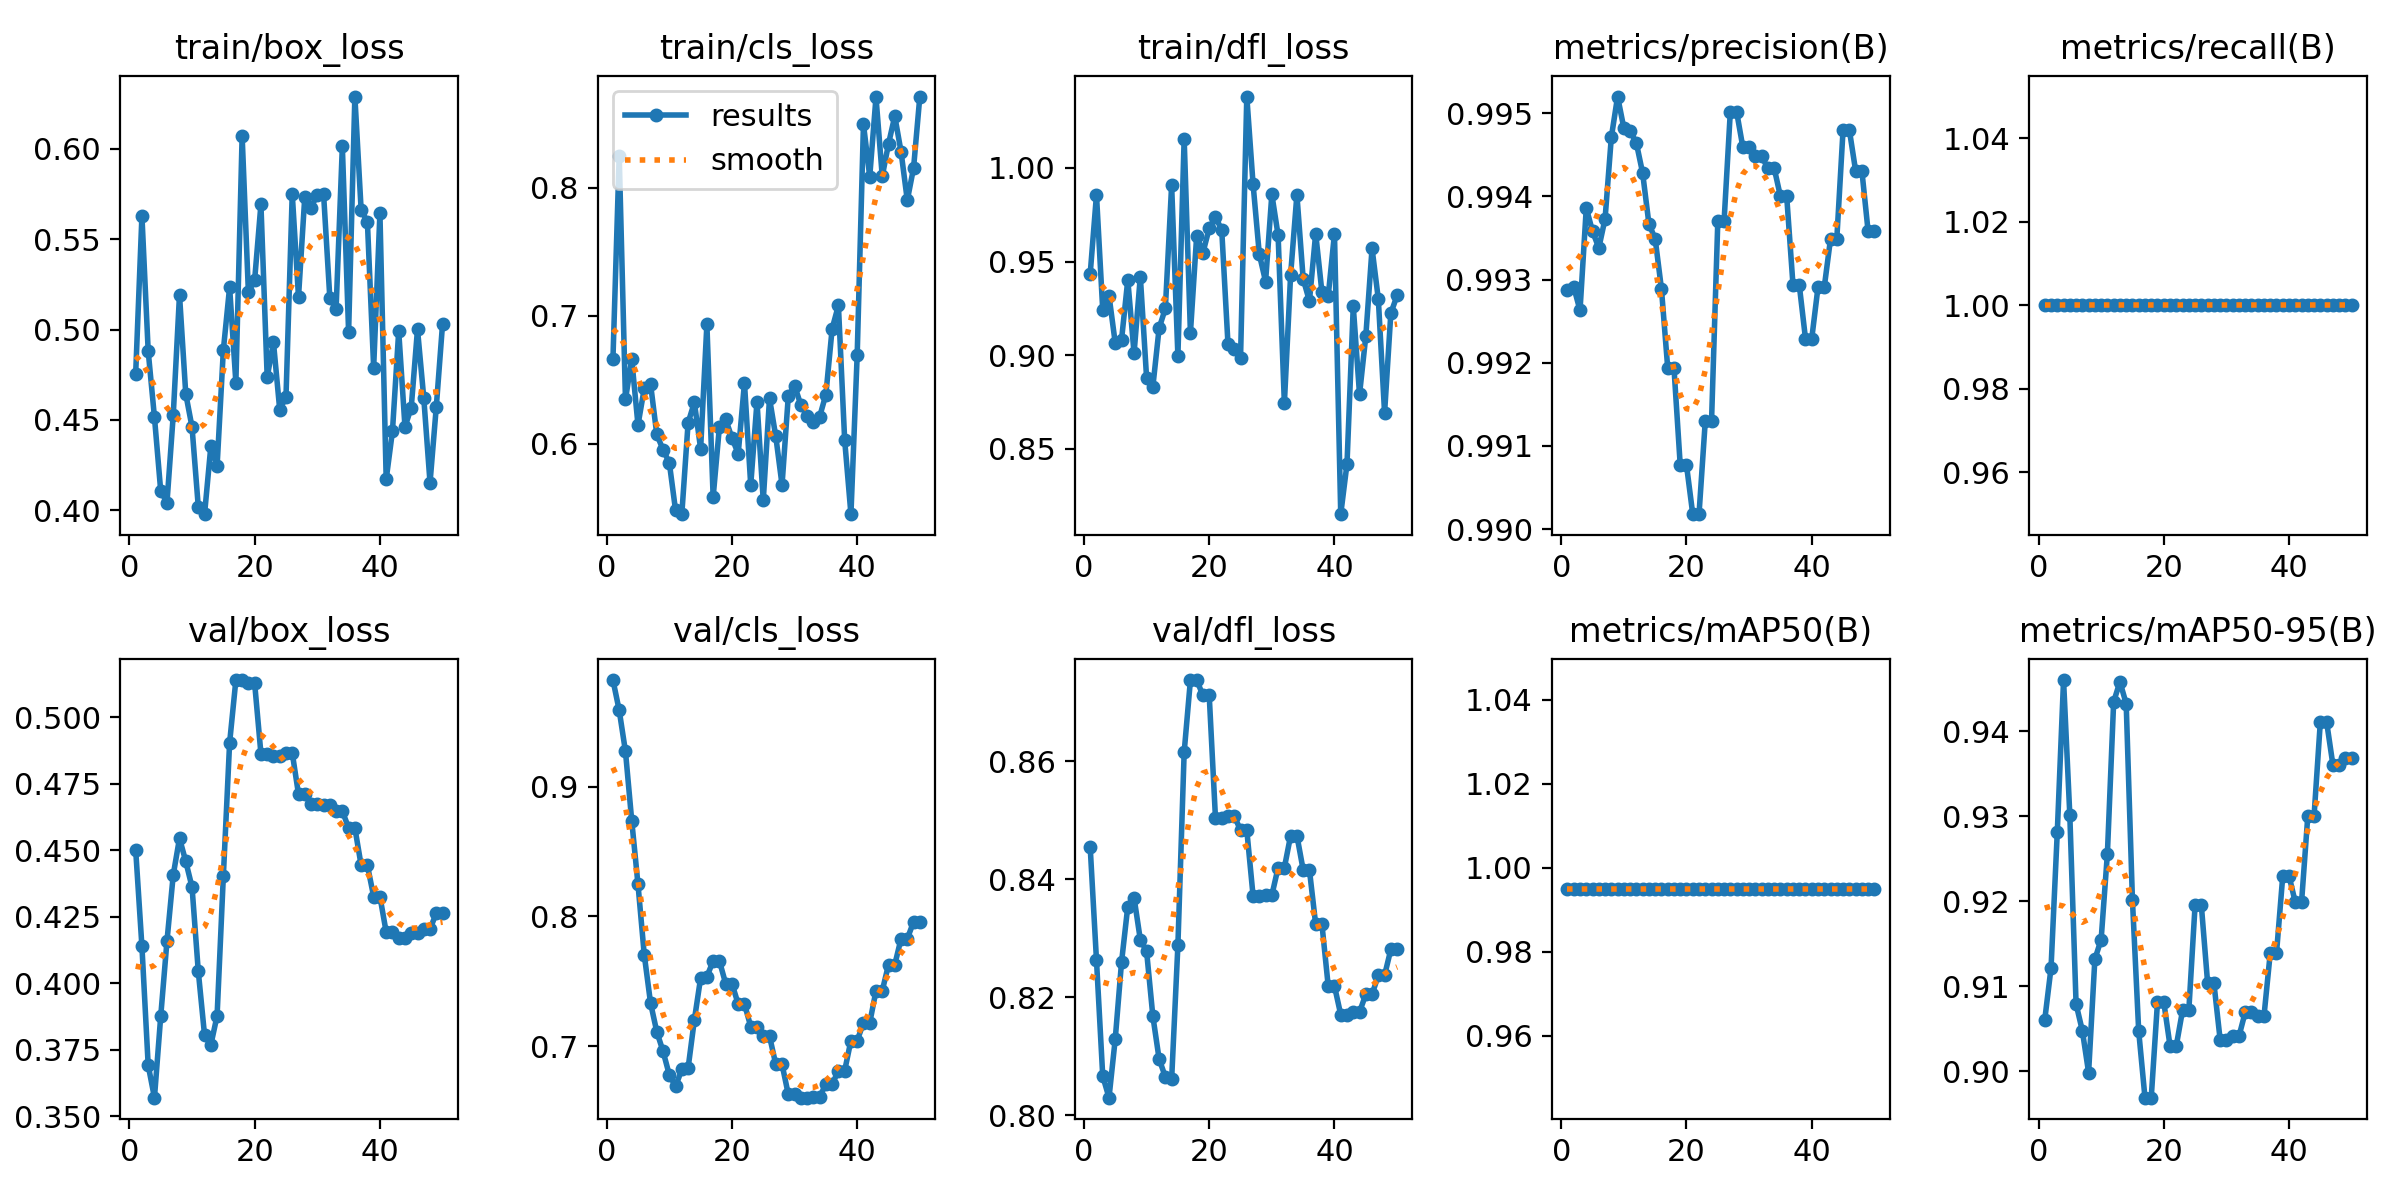 train/box_loss
0.60
0.55
0.50
0.45
0.40
0 20 40
train/cls_loss
results
smooth
0.8
0.7
0.6
0 20 40
train/dfl_loss
1.00
0.95
0.90
0.85
0 20 40
metrics/precision(B)
0.995
0.994
0.993
0.992
0.991
0.990
0 20 40
metrics/recall(B)
1.04
1.02
1.00
0.98
0.96
0 20 40
val/box_loss
0.500
0.475
0.450
0.425
0.400
0.375
0.350
0 20 40
val/cls_loss
0.9
0.8
0.7
0 20 40
val/dfl_loss
0.86
0.84
0.82
0.80
0 20 40
metrics/mAP50(B)
1.04
1.02
1.00
0.98
0.96
0 20 40
metrics/mAP50-95(B)
0.94
0.93
0.92
0.91
0.90
0 20 40